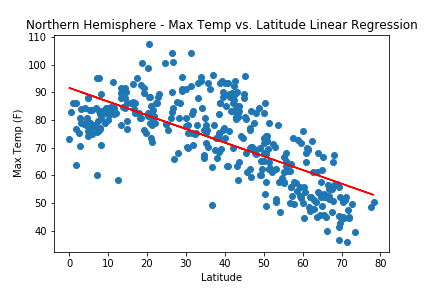 Northern Hemisphere - Max Temp vs. Latitude Linear Regression
110
100
90
80
70
60
50
40
Max Temp (F)
0 10 20 30 40 50 60 70 80
Latitude